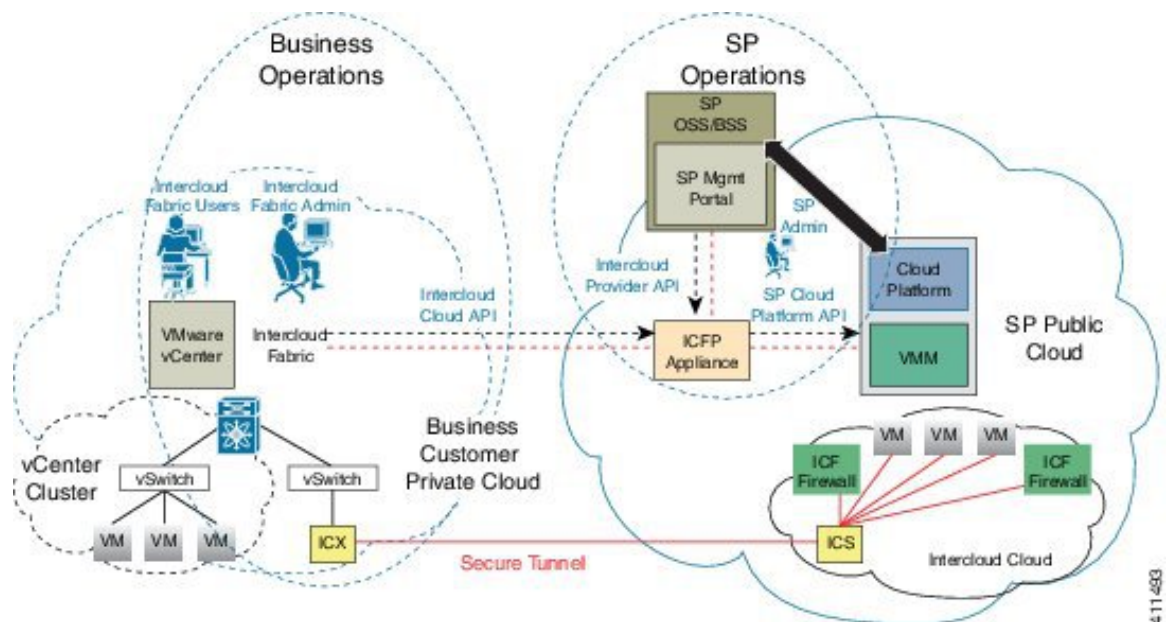 Business
Operations
SP
Operations
SP
OSS/BSS
SP Mgmt
Portal
SP
Admin
Intercloud
Fabric Users
Intercloud
Fabric Admin
Intercloud
Provider API
Intercloud
Cloud API
SP Cloud
Platform API
Cloud
Platform
VMM
SP Public
Cloud
VMware
vCenter
Intercloud
Fabric
ICFP
Appliance
Business
Customer
Private Cloud
vCenter
Cluster
vSwitch
vSwitch
VM
VM
VM
ICX
Secure Tunnel
VM
VM
VM
ICF
Firewall
ICF
Firewall
ICS
Intercloud Cloud
411493